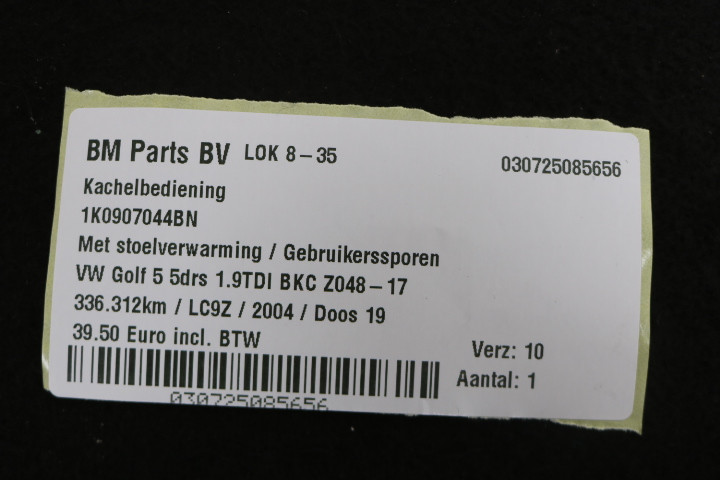 BM Parts BV LOK 8-35 030725085656
Kachelbediening
1K0907044BN
Met stoelverwarming / Gebruikerssporen
VW Golf 5 5drs 1.9TDI BKC Z048-17
336.312km / LC9Z / 2004 / Doos 19
39.50 Euro incl. BTW
Verz: 10
Aantal: 1
030725085656